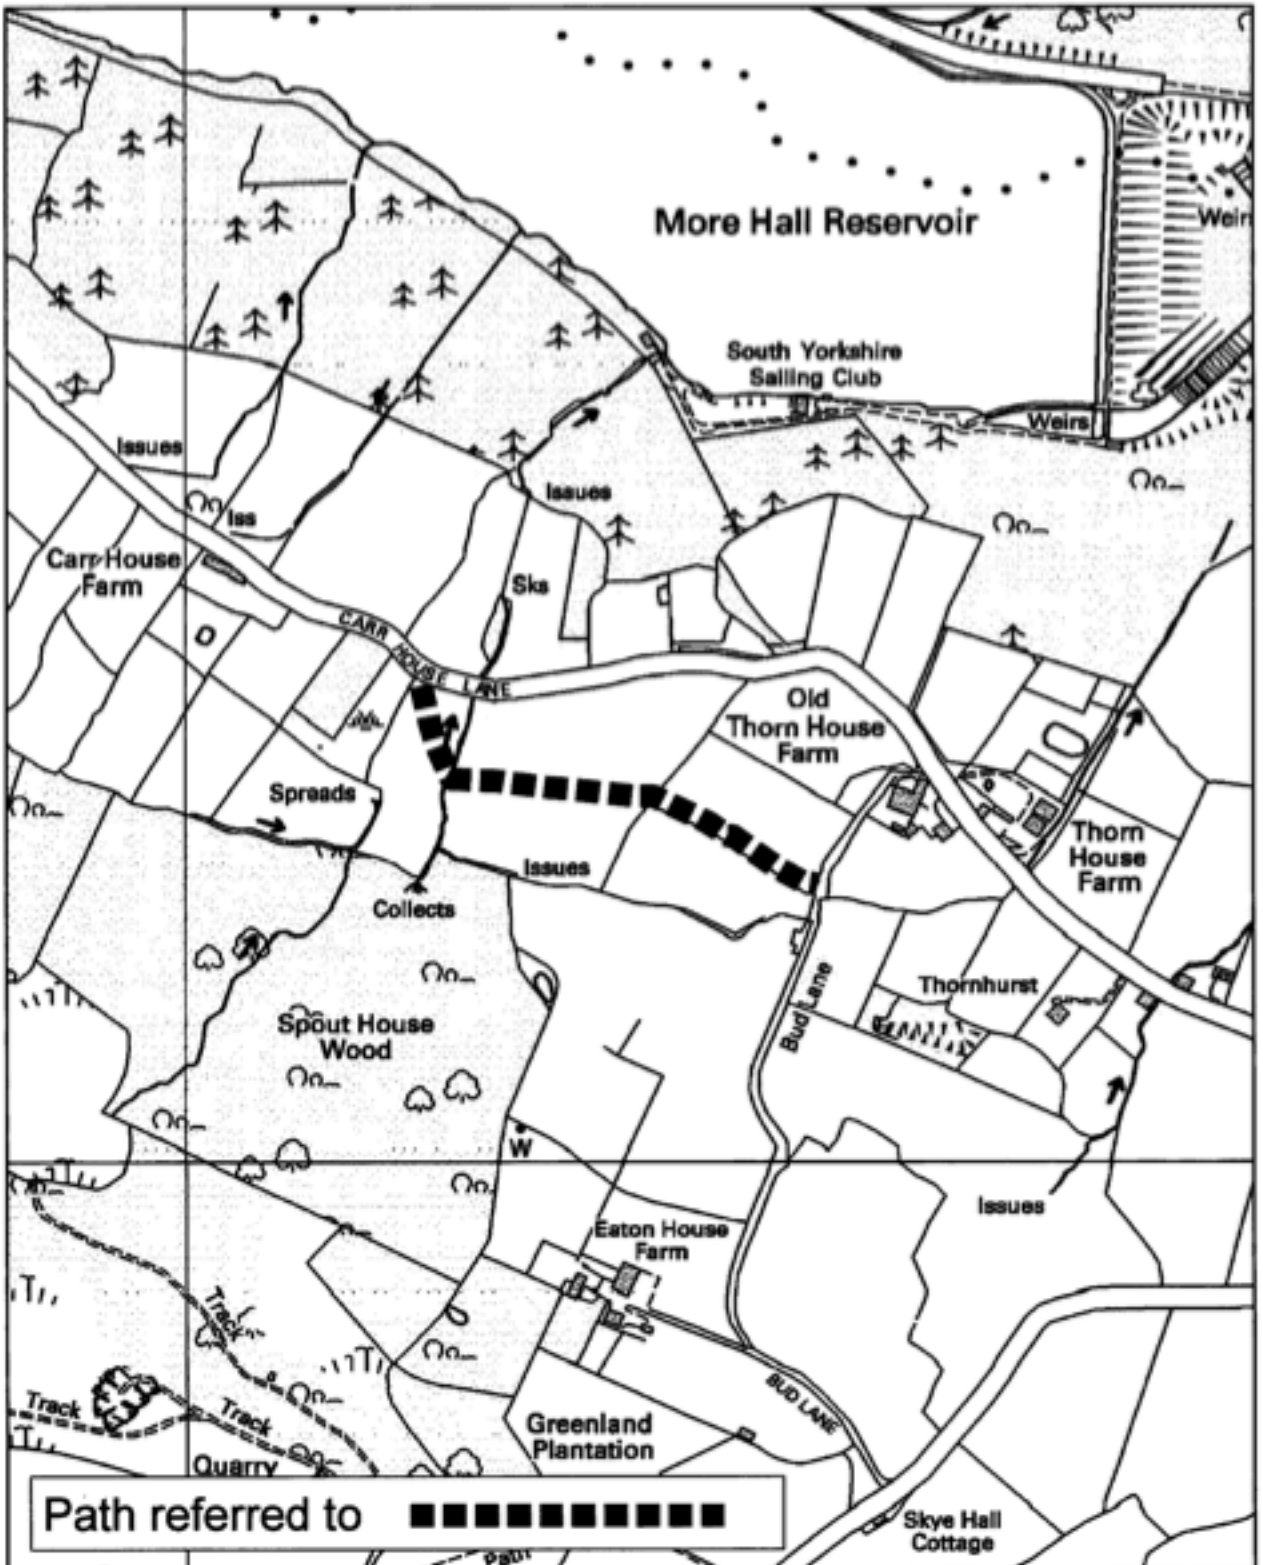 More Hall Reservoir
Weir
South Yorkshire
Sailing Club
Weirs
Issues
Issues
Iss
Carr House
Farm
Sks
CARR HOUSE LANE
Old
Thorn House
Farm
Spreads
Thorn
House
Farm
Issues
Collects
Thornhurst
Bud Lane
Spout House
Wood
W
Issues
Eaton House
Farm
Track
BUD LANE
Track
Track
Greenland
Plantation
Quarry
Path referred to
Skye Hall
Cottage
Path